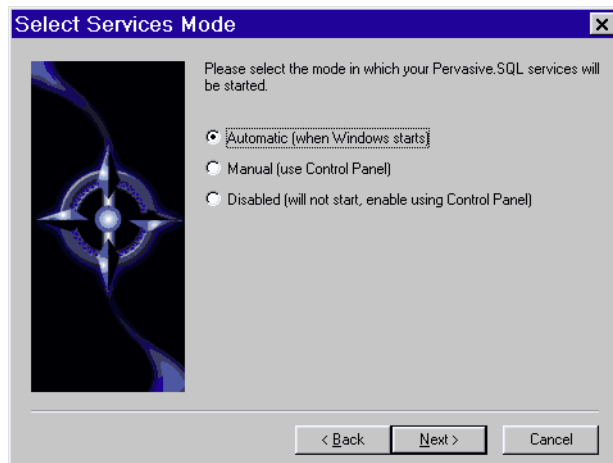 Select Services Mode
Please select the mode in which your Pervasive.SQL services will
be started.
Automatic (when Windows starts)
Manual (use Control Panel)
Disabled (will not start, enable using Control Panel)
< Back
Next >
Cancel